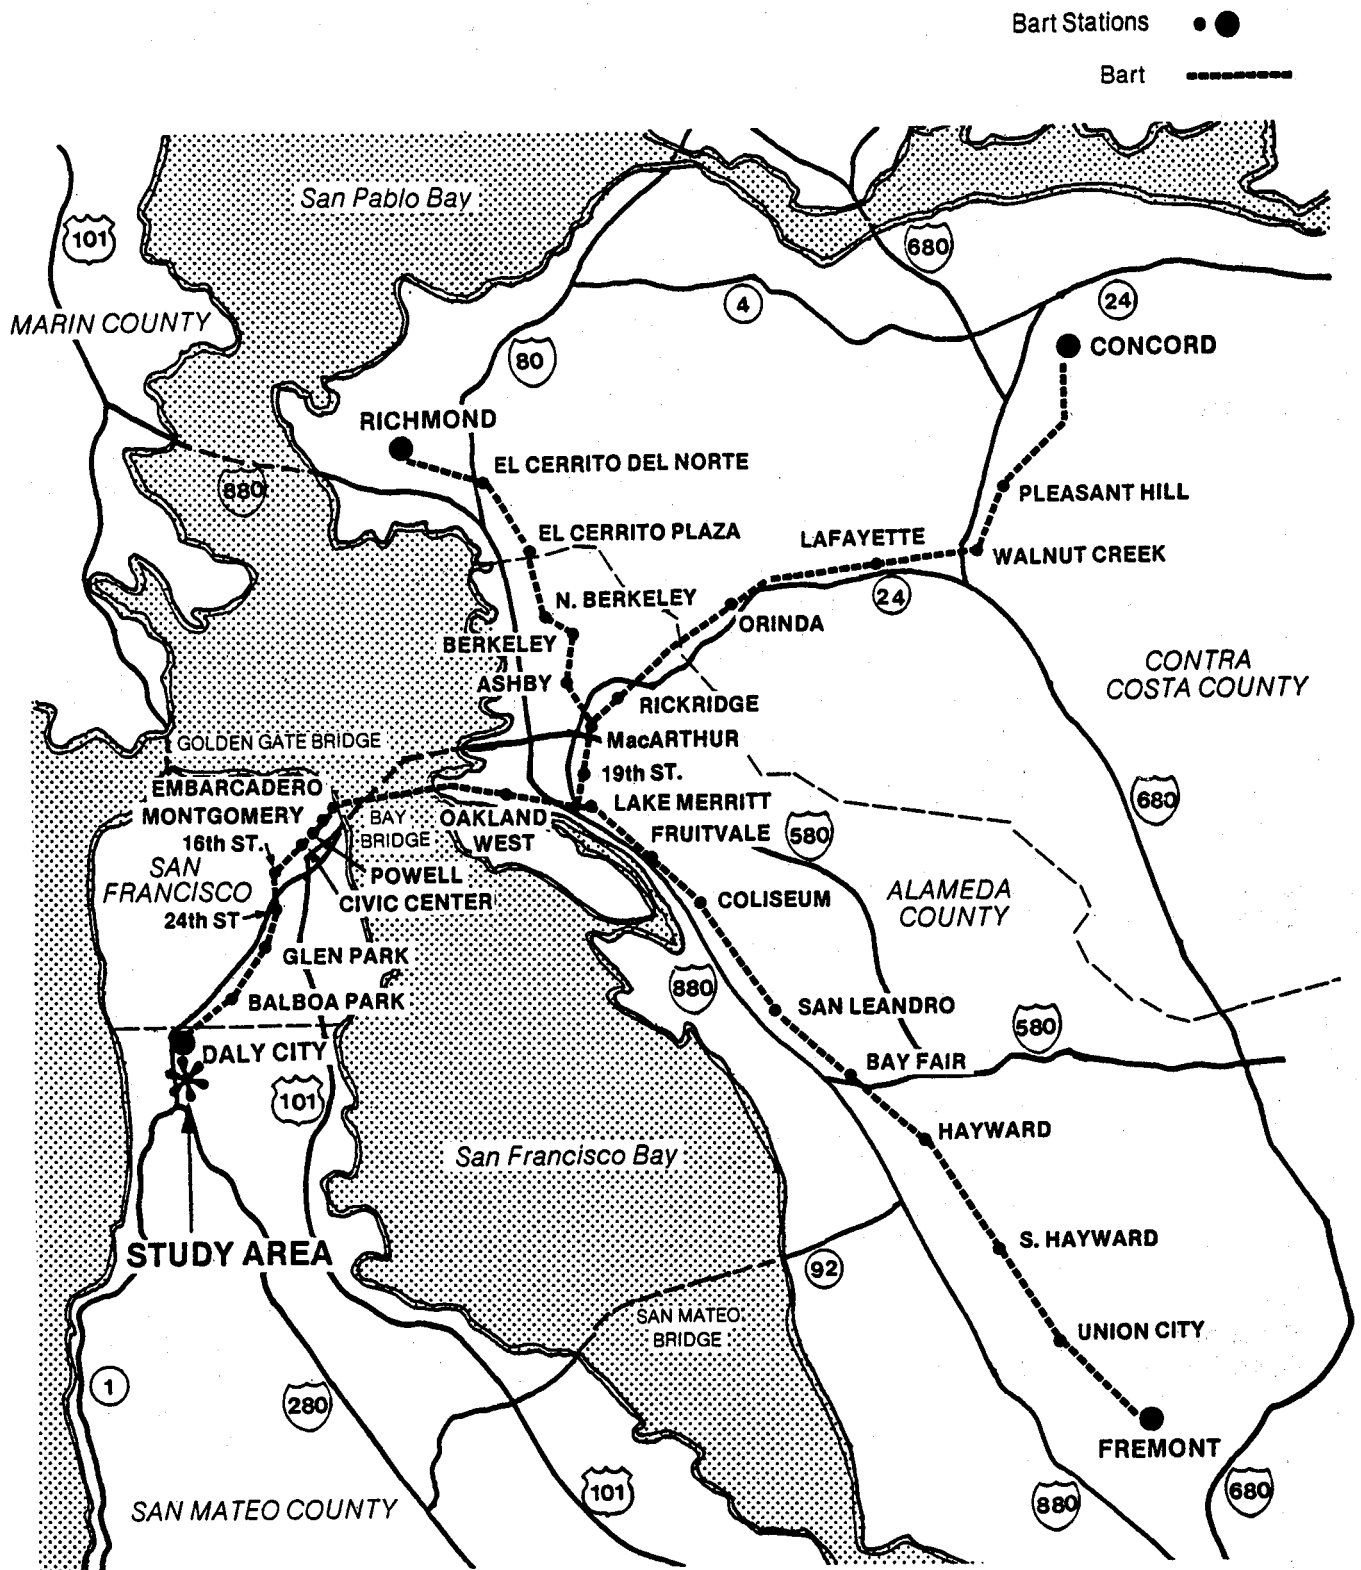 Bart Stations
Bart
San Pablo Bay
101
680
MARIN COUNTY
4
24
80
CONCORD
RICHMOND
EL CERRITO DEL NORTE
880
PLEASANT HILL
EL CERRITO PLAZA
LAFAYETTE
WALNUT CREEK
24
N. BERKELEY
ORINDA
BERKELEY
ASHBY
CONTRA
COSTA COUNTY
RICKRIDGE
GOLDEN GATE BRIDGE
MacARTHUR
19th ST.
EMBARCADERO
MONTGOMERY
LAKE MERRITT
680
OAKLAND
WEST
BAY
BRIDGE
FRUITVALE
580
16th ST.
SAN
FRANCISCO
POWELL
CIVIC CENTER
COLISEUM
ALAMEDA
COUNTY
24th ST
GLEN PARK
880
BALBOA PARK
SAN LEANDRO
580
DALY CITY
BAY FAIR
101
HAYWARD
San Francisco Bay
STUDY AREA
S. HAYWARD
92
SAN MATEO
BRIDGE
UNION CITY
1
280
FREMONT
101
680
880
SAN MATEO COUNTY